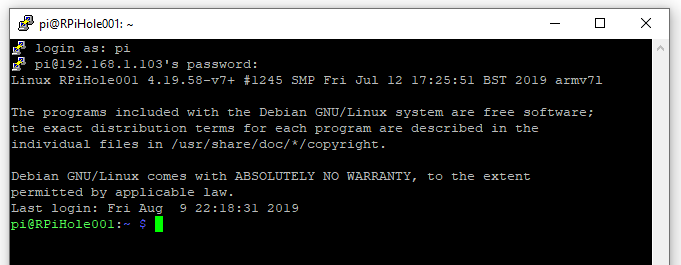 pi@RPiHole001: ~
login as: pi
pi@192.168.1.103's password:
Linux RPiHole001 4.19.58-v7+ #1245 SMP Fri Jul 12 17:25:51 BST 2019 armv7l
The programs included with the Debian GNU/Linux system are free software;
the exact distribution terms for each program are described in the
individual files in /usr/share/doc/*/copyright.
Debian GNU/Linux comes with ABSOLUTELY NO WARRANTY, to the extent
permitted by applicable law.
Last login: Fri Aug  9 22:18:31 2019
pi@RPiHole001:~ $